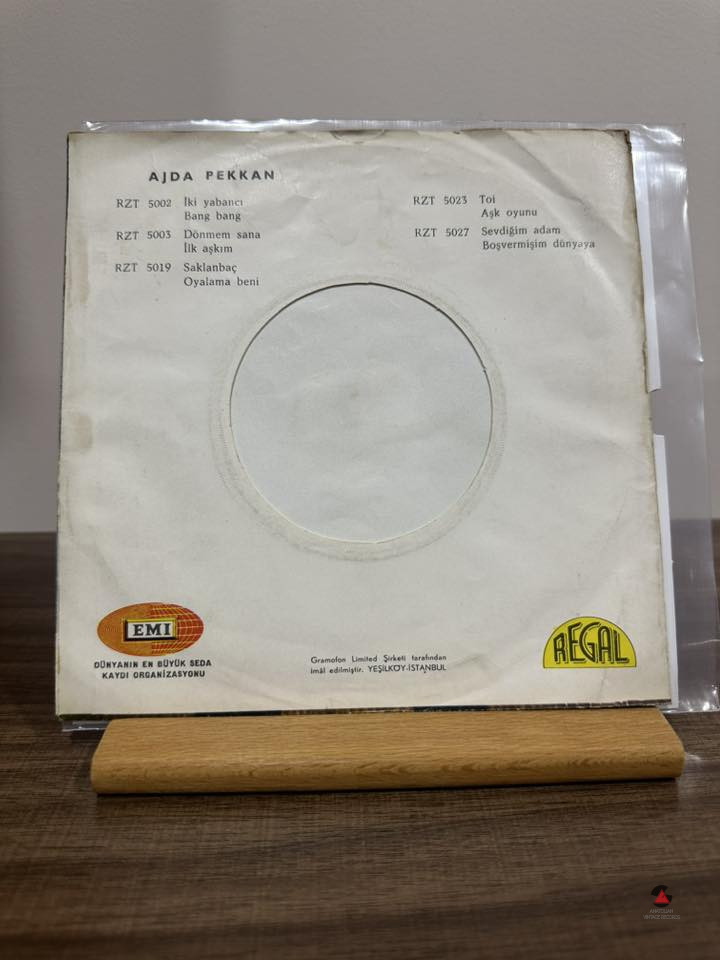 AJDA PEKKAN
RZT 5002 İki yabancı
Bang bang
RZT 5003 Dönmem sana
İlk aşkım
RZT 5019 Saklanbaç
Oyalama beni
RZT 5023 Toi
Aşk oyunu
RZT 5027 Sevdiğim adam
Boşvermişim dünyaya
EMI
DÜNYANIN EN BÜYÜK SEDA
KAYDI ORGANİZASYONU
Gramofon Limited Şirketi tarafından
imâl edilmiştir. YEŞİLKÖY-İSTANBUL
REGAL